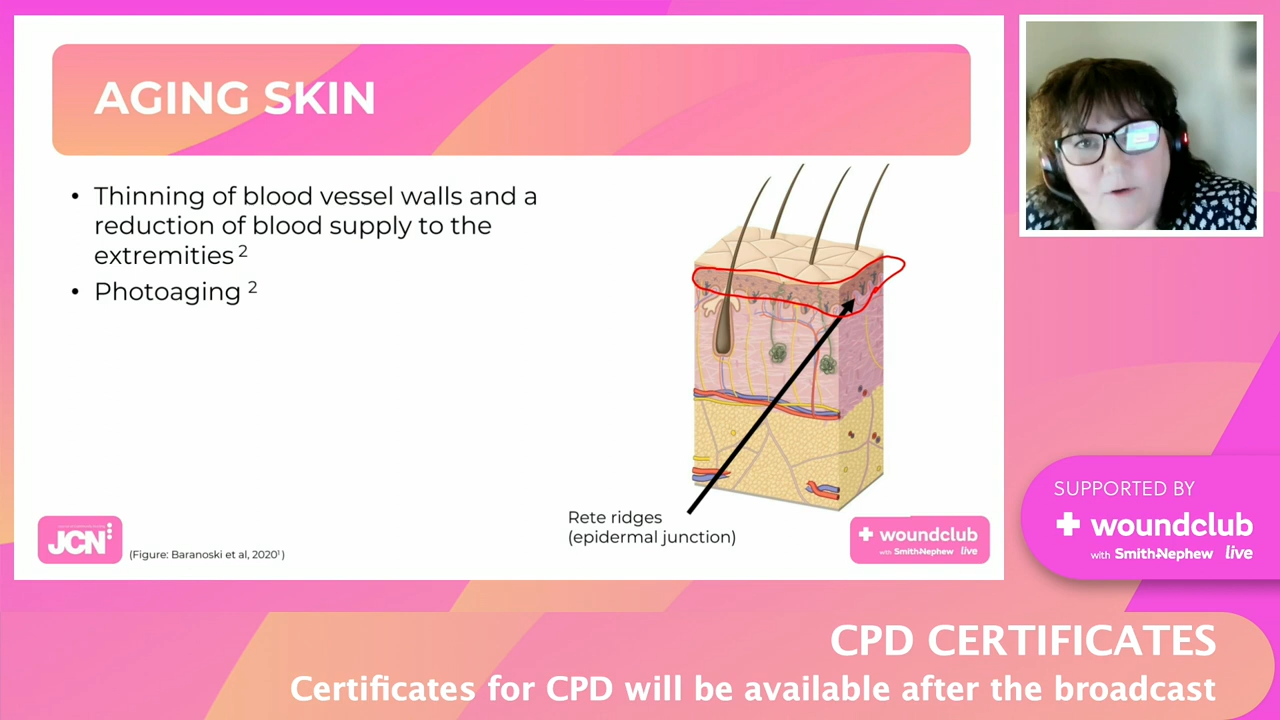 AGING SKIN
• Thinning of blood vessel walls and a
reduction of blood supply to the
extremities 2
• Photoaging 2
Rete ridges
(epidermal junction)
JCN
(Figure: Baranoski et al, 2020¹)
woundclub
with Smith+Nephew live
SUPPORTED BY
woundclub
with Smith+Nephew live
CPD CERTIFICATES
Certificates for CPD will be available after the broadcast